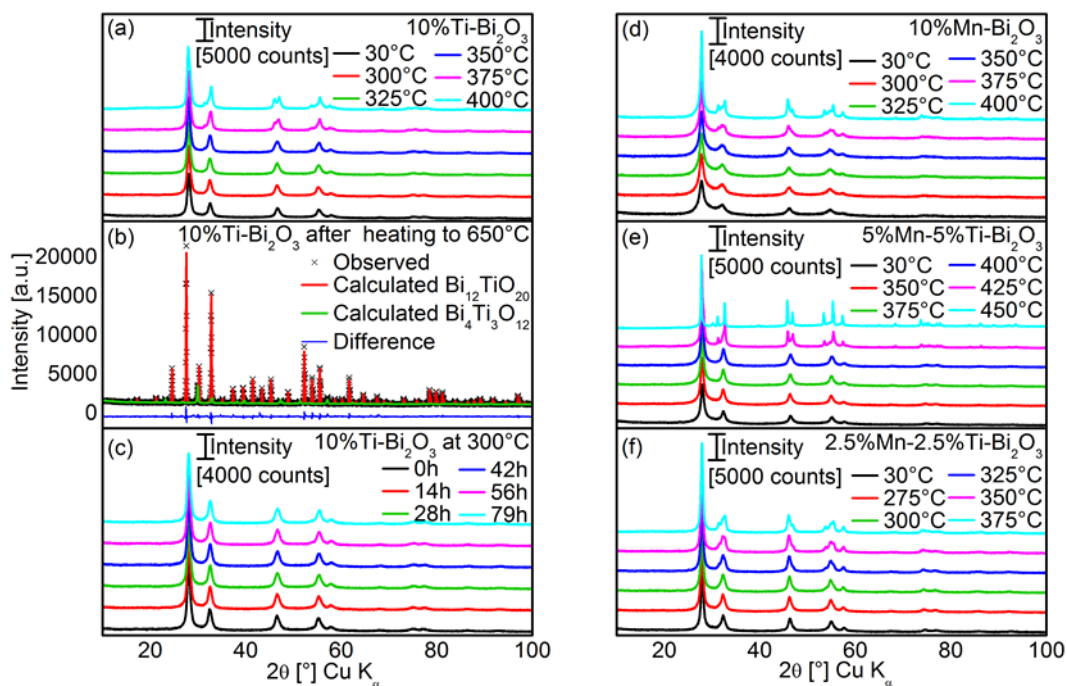 (a) Intensity 10%Ti-Bi₂O₃
[5000 counts]
30°C 350°C
300°C 375°C
325°C 400°C
(b) 10%Ti-Bi₂O₃ after heating to 650°C
Observed
Calculated Bi₁₂TiO₂₀
Calculated Bi₄Ti₃O₁₂
Difference
20000
15000
10000
5000
0
Intensity [a.u.]
(c) Intensity 10%Ti-Bi₂O₃ at 300°C
[4000 counts]
0h 42h
14h 56h
28h 79h
20 40 60 80 100
2θ [°] Cu Kα
(d) Intensity 10%Mn-Bi₂O₃
[4000 counts]
30°C 350°C
300°C 375°C
325°C 400°C
(e) Intensity 5%Mn-5%Ti-Bi₂O₃
[5000 counts]
30°C 400°C
350°C 425°C
375°C 450°C
(f) Intensity 2.5%Mn-2.5%Ti-Bi₂O₃
[5000 counts]
30°C 325°C
275°C 350°C
300°C 375°C
20 40 60 80 100
2θ [°] Cu Kα